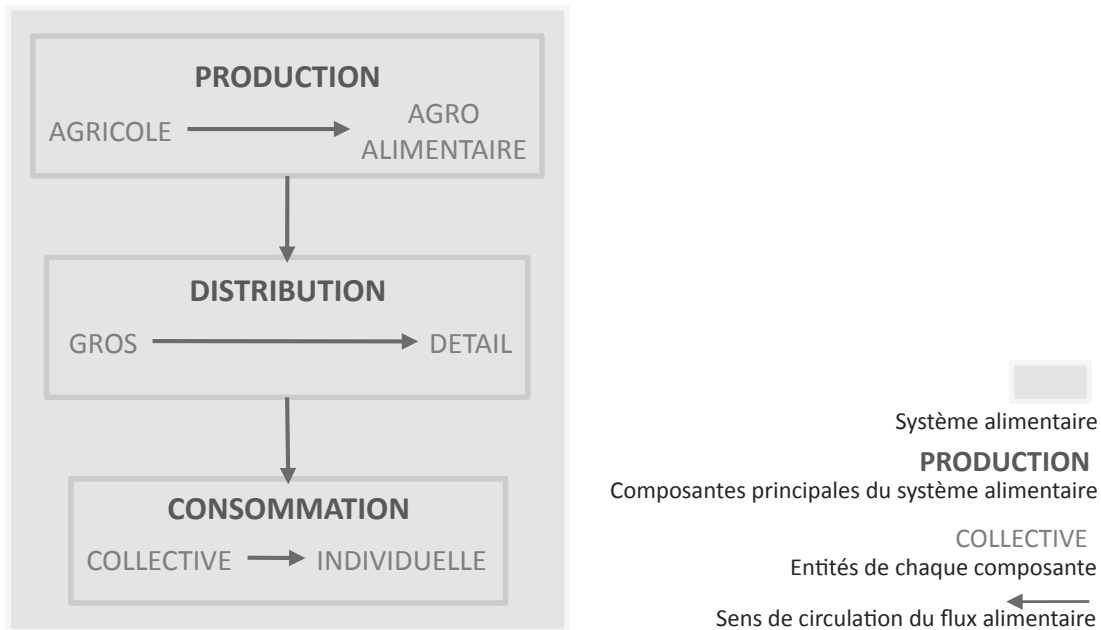 PRODUCTION
AGRICOLE
AGRO
ALIMENTAIRE
DISTRIBUTION
GROS
DETAIL
CONSOMMATION
COLLECTIVE
INDIVIDUELLE
Système alimentaire
PRODUCTION
Composantes principales du système alimentaire
COLLECTIVE
Entités de chaque composante
Sens de circulation du flux alimentaire